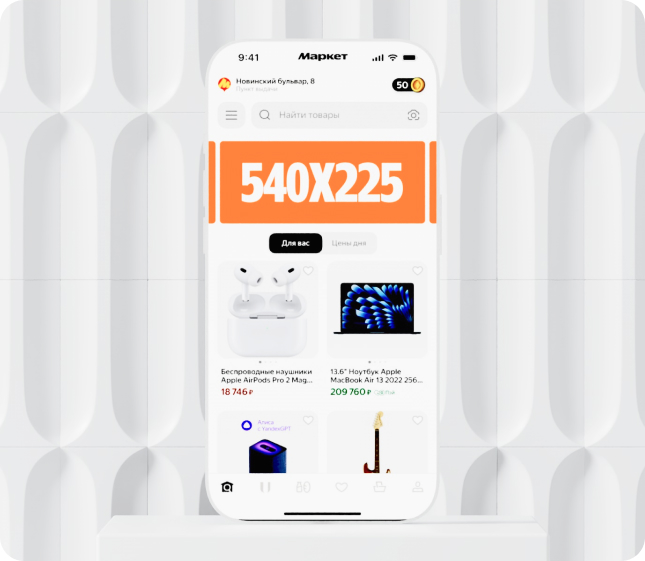 9:41
Маркет
Новинский бульвар, 8
Пункт выдачи
50
Найти товары
540X225
Для вас
Цены дня
Беспроводные наушники
Apple AirPods Pro 2 Mag...
18 746 ₽
13.6" Ноутбук Apple
MacBook Air 13 2022 256...
209 760 ₽
Алиса
с YandexGPT